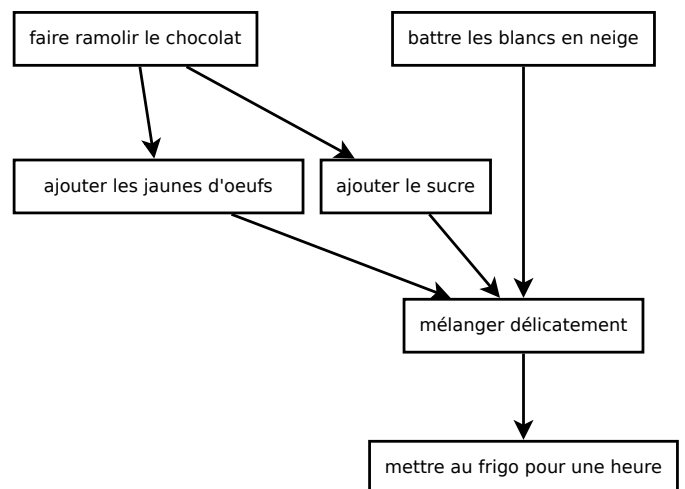 faire ramolir le chocolat
battre les blancs en neige
ajouter les jaunes d'oeufs
ajouter le sucre
mélanger délicatement
mettre au frigo pour une heure